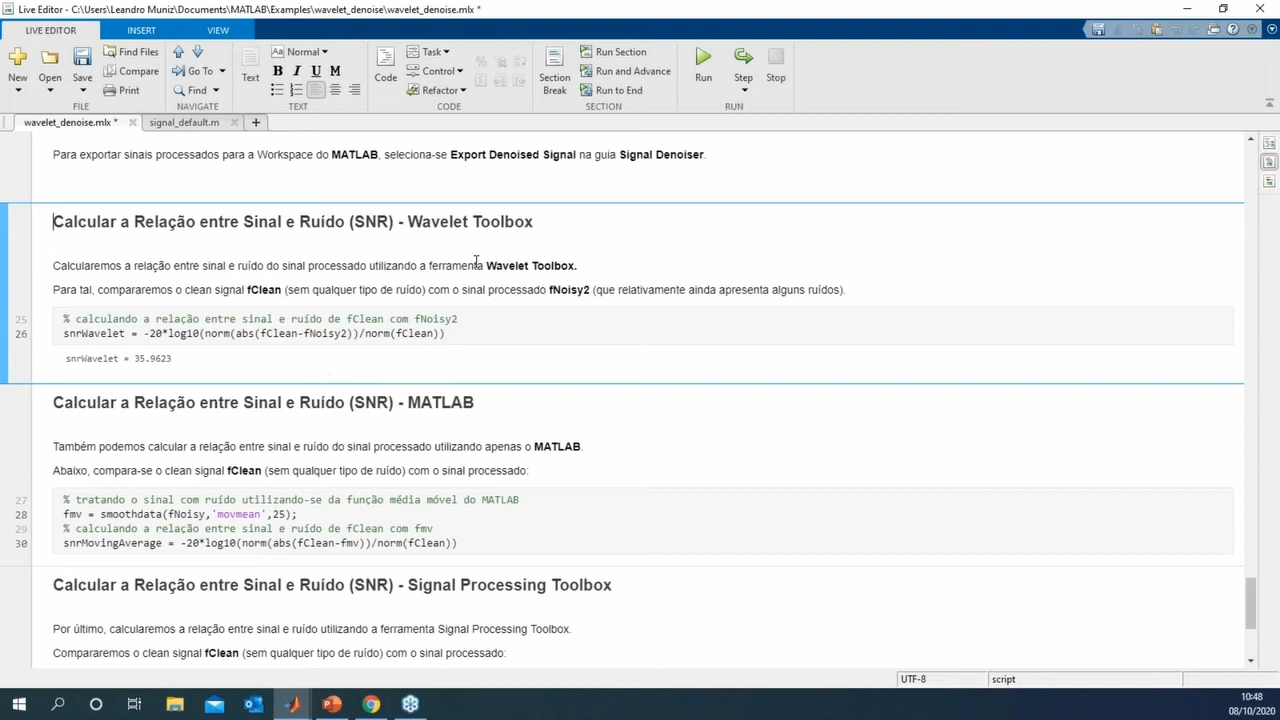 Live Editor - C:\Users\Leandro Muniz\Documents\MATLAB\Examples\wavelet_denoise\wavelet_denoise.mlx *
LIVE EDITOR INSERT VIEW
New Open Save Find Files Compare Print
FILE
Go To Find
NAVIGATE
Text Normal B I U M
TEXT
Code Task Control Refactor
CODE
Section Break Run Section Run and Advance Run to End
SECTION
Run Step Stop
RUN
wavelet_denoise.mlx * signal_default.m
Para exportar sinais processados para a Workspace do MATLAB, seleciona-se Export Denoised Signal na guia Signal Denoiser.
Calcular a Relação entre Sinal e Ruído (SNR) - Wavelet Toolbox
Calcularemos a relação entre sinal e ruído do sinal processado utilizando a ferramenta Wavelet Toolbox.
Para tal, compararemos o clean signal fClean (sem qualquer tipo de ruído) com o sinal processado fNoisy2 (que relativamente ainda apresenta alguns ruídos).
25 % calculando a relação entre sinal e ruído de fClean com fNoisy2
26 snrWavelet = -20*log10(norm(abs(fClean-fNoisy2))/norm(fClean))
snrWavelet = 35.9623
Calcular a Relação entre Sinal e Ruído (SNR) - MATLAB
Também podemos calcular a relação entre sinal e ruído do sinal processado utilizando apenas o MATLAB.
Abaixo, compara-se o clean signal fClean (sem qualquer tipo de ruído) com o sinal processado:
27 % tratando o sinal com ruído utilizando-se da função média móvel do MATLAB
28 fmv = smoothdata(fNoisy,'movmean',25);
29 % calculando a relação entre sinal e ruído de fClean com fmv
30 snrMovingAverage = -20*log10(norm(abs(fClean-fmv))/norm(fClean))
Calcular a Relação entre Sinal e Ruído (SNR) - Signal Processing Toolbox
Por último, calcularemos a relação entre sinal e ruído utilizando a ferramenta Signal Processing Toolbox.
Compararemos o clean signal fClean (sem qualquer tipo de ruído) com o sinal processado:
UTF-8 script
10:48
08/10/2020